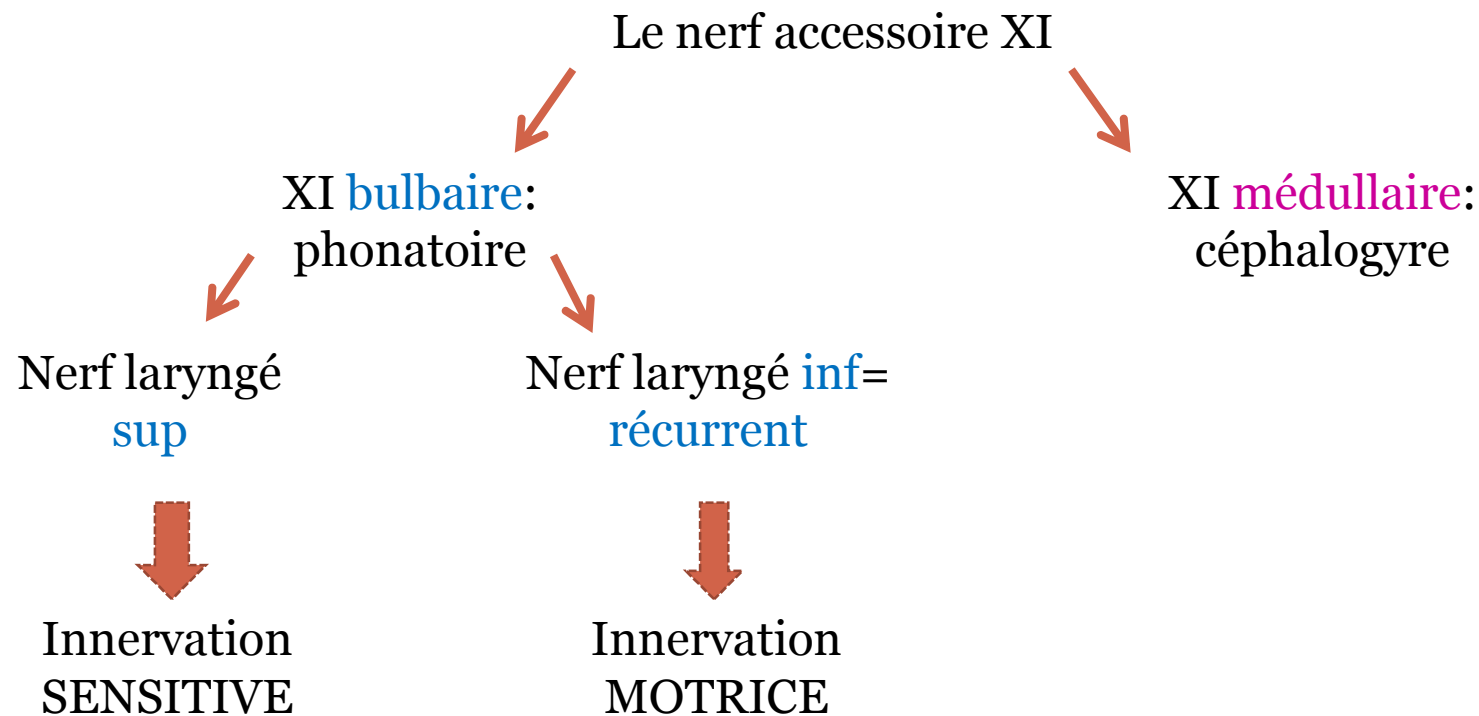 Le nerf accessoire XI
XI bulbaire:
phonatoire
XI médullaire:
céphalogyre
Nerf laryngé
sup
Nerf laryngé inf=
récurrent
Innervation
SENSITIVE
Innervation
MOTRICE